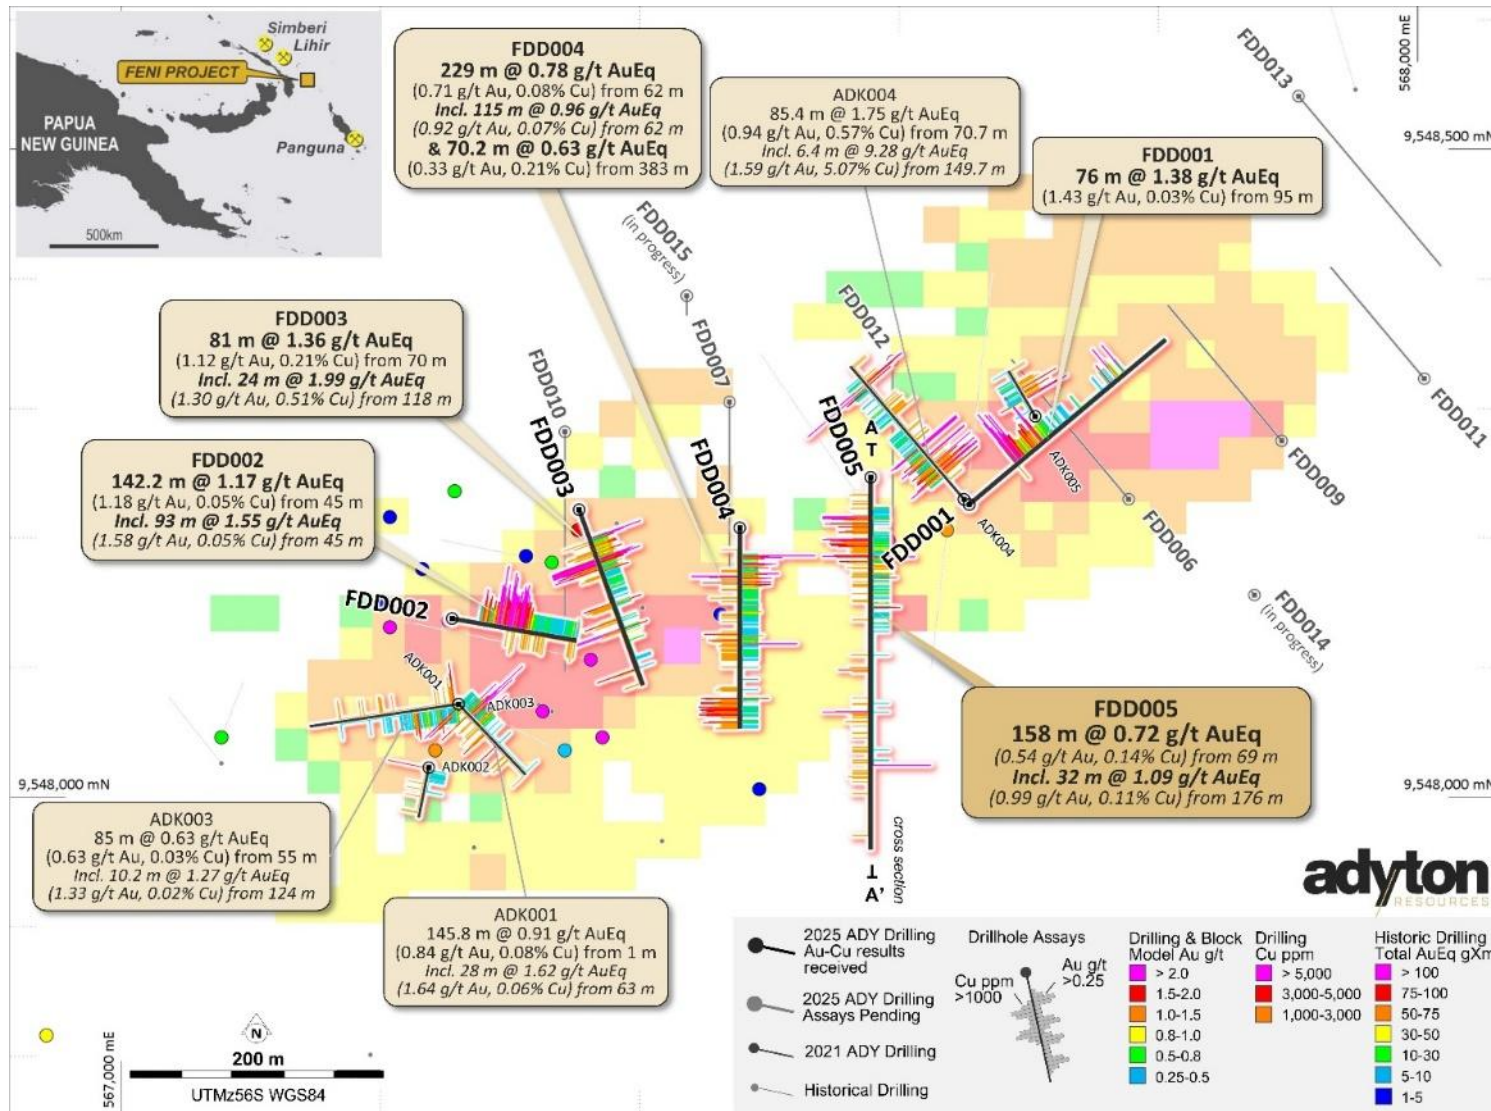 Simberi
Lihir
FENI PROJECT
PAPUA
NEW GUINEA
Panguna
500km
FDD004
229 m @ 0.78 g/t AuEq
(0.71 g/t Au, 0.08% Cu) from 62 m
Incl. 115 m @ 0.96 g/t AuEq
(0.92 g/t Au, 0.07% Cu) from 62 m
& 70.2 m @ 0.63 g/t AuEq
(0.33 g/t Au, 0.21% Cu) from 383 m
ADK004
85.4 m @ 1.75 g/t AuEq
(0.94 g/t Au, 0.57% Cu) from 70.7 m
Incl. 6.4 m @ 9.28 g/t AuEq
(1.59 g/t Au, 5.07% Cu) from 149.7 m
FDD001
76 m @ 1.38 g/t AuEq
(1.43 g/t Au, 0.03% Cu) from 95 m
FDD013
568,000 mE
9,548,500 mN
FDD015
(in progress)
FDD007
FDD012
FDD010
FDD003
81 m @ 1.36 g/t AuEq
(1.12 g/t Au, 0.21% Cu) from 70 m
Incl. 24 m @ 1.99 g/t AuEq
(1.30 g/t Au, 0.51% Cu) from 118 m
FDD002
142.2 m @ 1.17 g/t AuEq
(1.18 g/t Au, 0.05% Cu) from 45 m
Incl. 93 m @ 1.55 g/t AuEq
(1.58 g/t Au, 0.05% Cu) from 45 m
FDD003
FDD004
FDD005
A
T
FDD001
ADK005
ADK004
FDD011
FDD009
FDD006
FDD014
(in progress)
FDD002
ADK001
ADK003
ADK002
FDD005
158 m @ 0.72 g/t AuEq
(0.54 g/t Au, 0.14% Cu) from 69 m
Incl. 32 m @ 1.09 g/t AuEq
(0.99 g/t Au, 0.11% Cu) from 176 m
9,548,000 mN
9,548,000 mN
ADK003
85 m @ 0.63 g/t AuEq
(0.63 g/t Au, 0.03% Cu) from 55 m
Incl. 10.2 m @ 1.27 g/t AuEq
(1.33 g/t Au, 0.02% Cu) from 124 m
ADK001
145.8 m @ 0.91 g/t AuEq
(0.84 g/t Au, 0.08% Cu) from 1 m
Incl. 28 m @ 1.62 g/t AuEq
(1.64 g/t Au, 0.06% Cu) from 63 m
T
A'
cross section
adyton
RESOURCES
567,000 mE
N
200 m
UTMz56S WGS84
2025 ADY Drilling
Au-Cu results
received
2025 ADY Drilling
Assays Pending
2021 ADY Drilling
Historical Drilling
Drillhole Assays
Cu ppm
>1000
Au g/t
>0.25
Drilling & Block
Model Au g/t
> 2.0
1.5-2.0
1.0-1.5
0.8-1.0
0.5-0.8
0.25-0.5
Drilling
Cu ppm
> 5,000
3,000-5,000
1,000-3,000
Historic Drilling
Total AuEq gXm
> 100
75-100
50-75
30-50
10-30
5-10
1-5